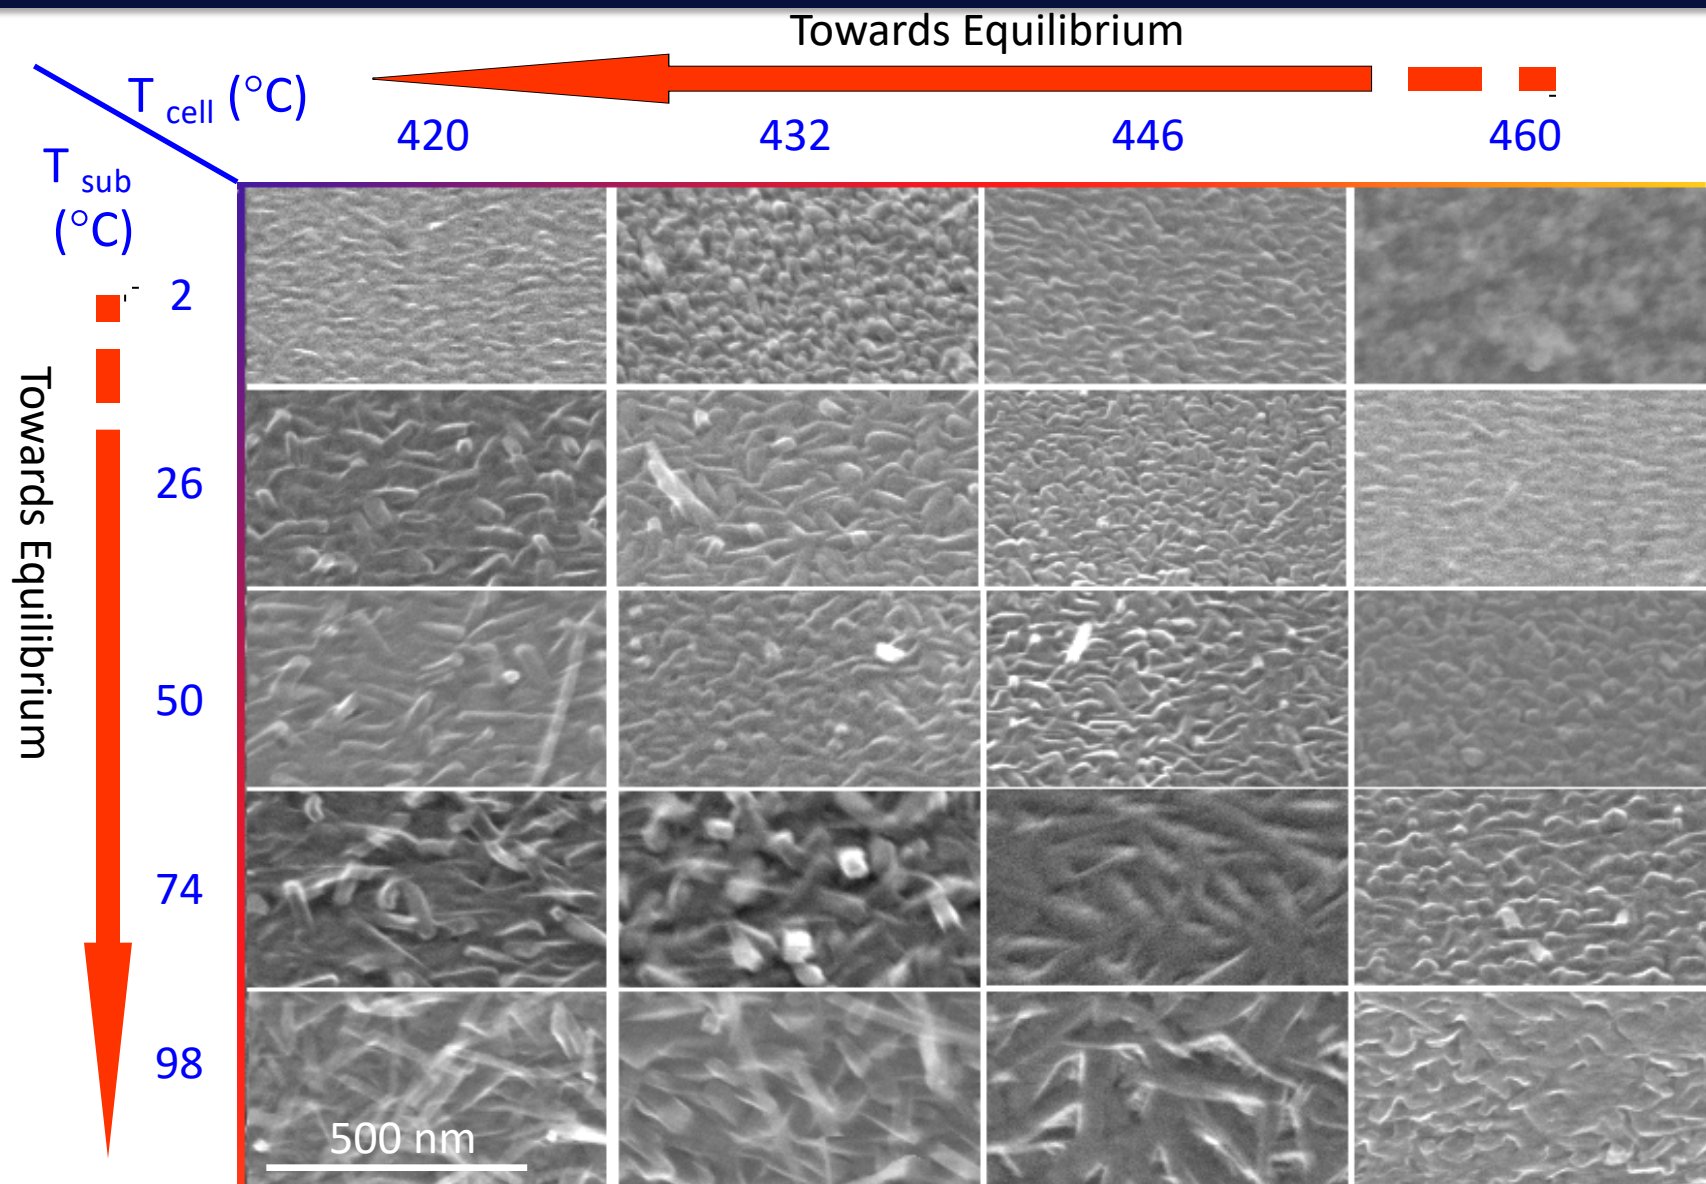 Towards Equilibrium
T cell (°C)
420 432 446 460
T sub
(°C)
2
26
50
74
98
Towards Equilibrium
500 nm